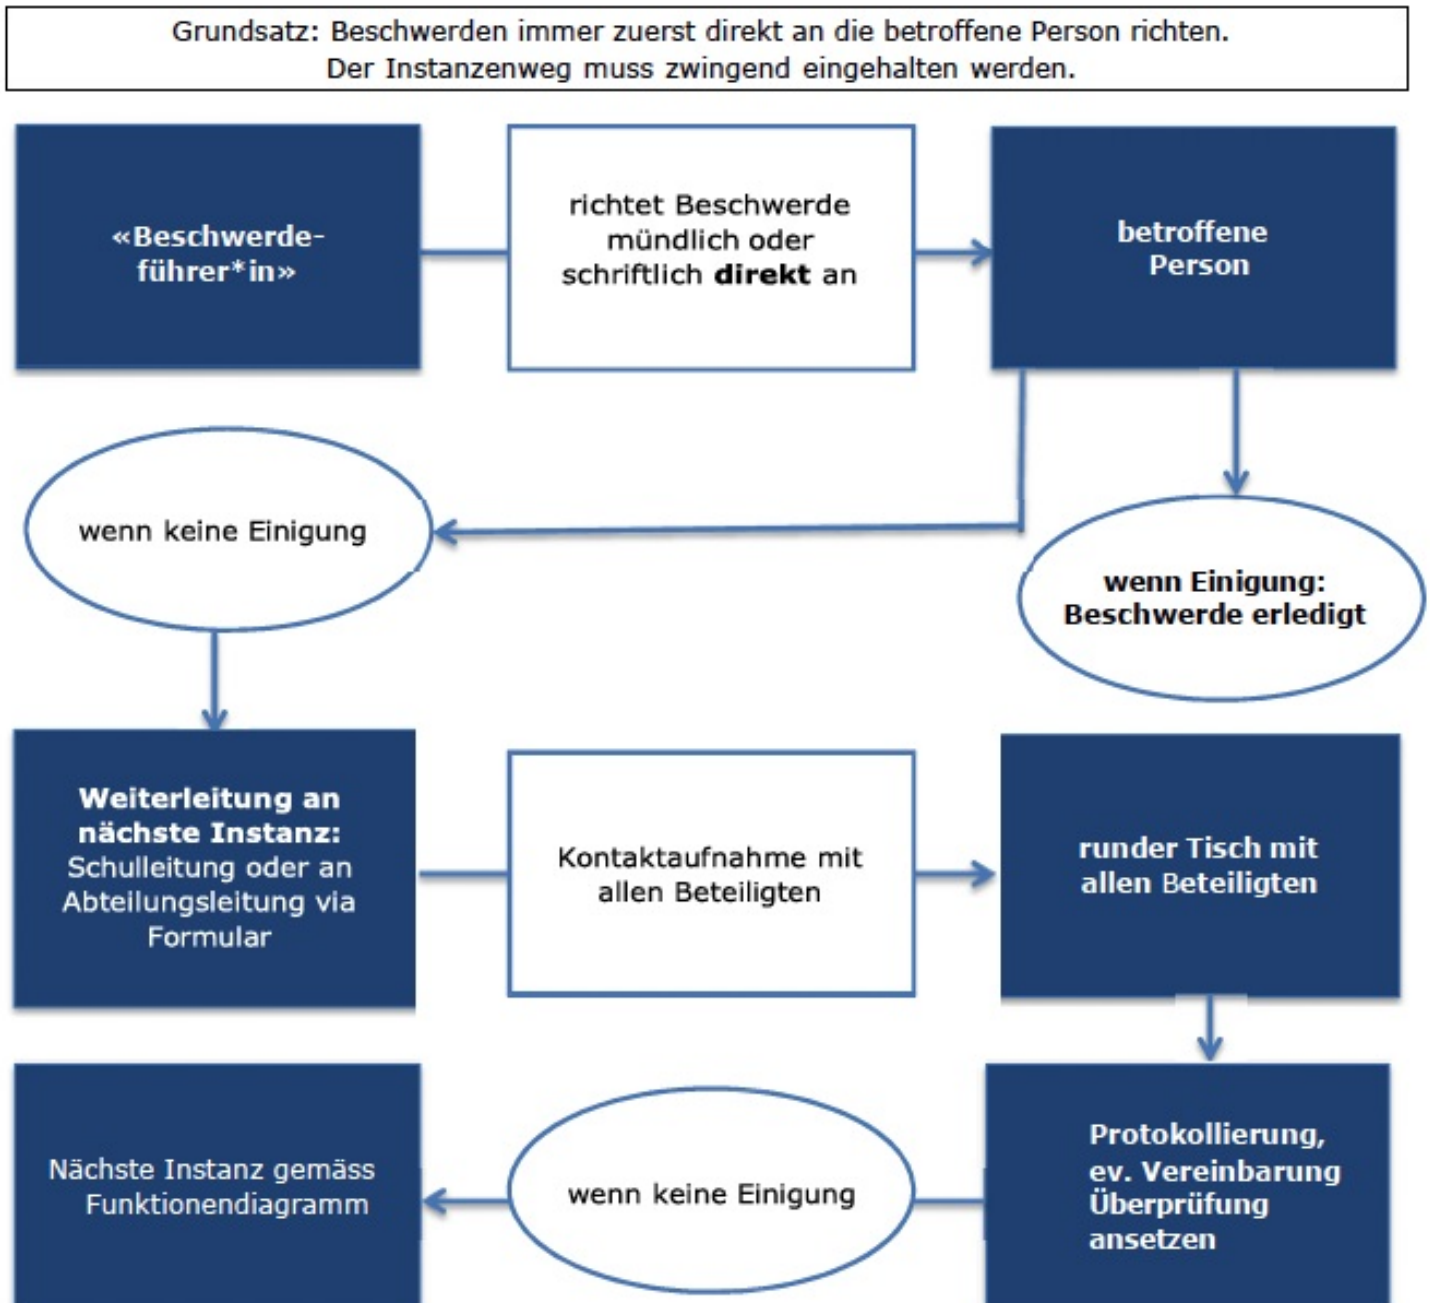 Grundsatz: Beschwerden immer zuerst direkt an die betroffene Person richten.
Der Instanzenweg muss zwingend eingehalten werden.
«Beschwerde-
führer*in»
richtet Beschwerde
mündlich oder
schriftlich direkt an
betroffene
Person
wenn keine Einigung
wenn Einigung:
Beschwerde erledigt
Weiterleitung an
nächste Instanz:
Schulleitung oder an
Abteilungsleitung via
Formular
Kontaktaufnahme mit
allen Beteiligten
runder Tisch mit
allen Beteiligten
Protokollierung,
ev. Vereinbarung
Überprüfung
ansetzen
wenn keine Einigung
Nächste Instanz gemäss
Funktionendiagramm